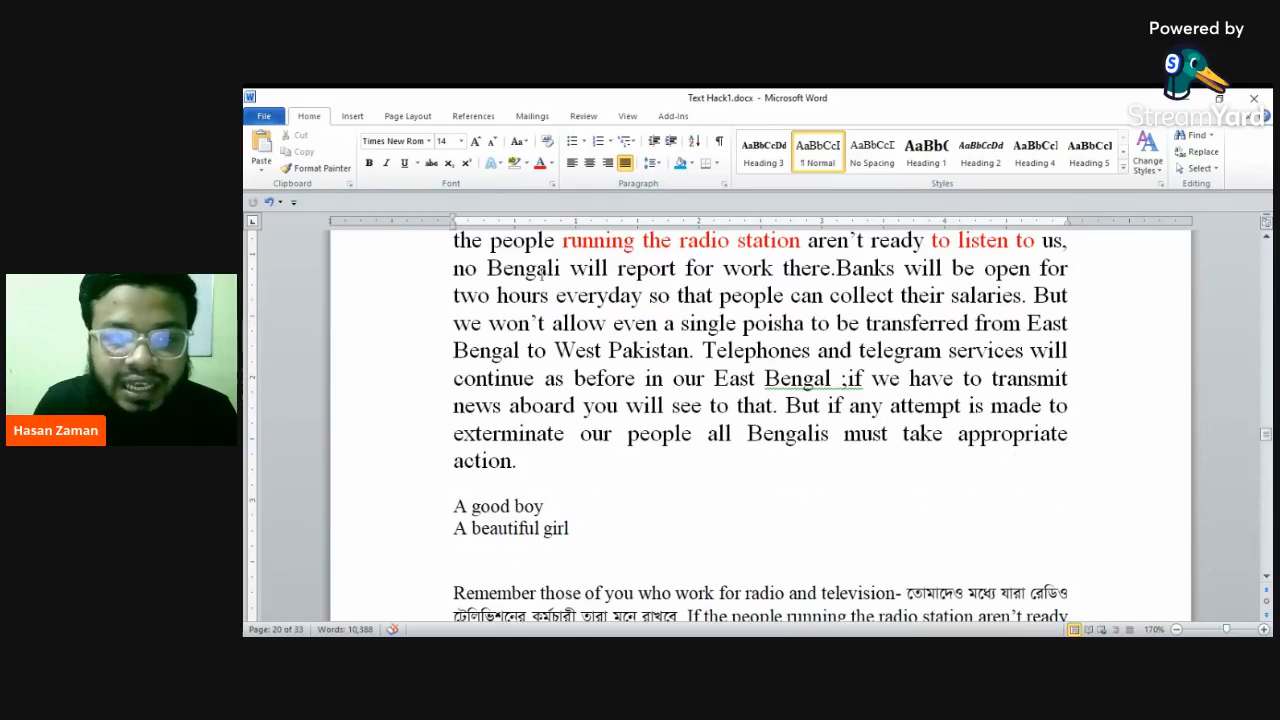 Powered by
S
StreamYard
Text Hack1.docx - Microsoft Word
File Home Insert Page Layout References Mailings Review View Add-Ins
Paste
Cut
Copy
Format Painter
Clipboard
Times New Rom 14
Font
Paragraph
AaBbCcDd Heading 3
AaBbCcI ¶ Normal
AaBbCcI No Spacing
AaBbC Heading 1
AaBbCcDd Heading 2
AaBbCcI Heading 4
AaBbCcI Heading 5
Change Styles
Styles
Find
Replace
Select
Editing
the people running the radio station aren't ready to listen to us,
no Bengali will report for work there.Banks will be open for
two hours everyday so that people can collect their salaries. But
we won't allow even a single poisha to be transferred from East
Bengal to West Pakistan. Telephones and telegram services will
continue as before in our East Bengal ;if we have to transmit
news aboard you will see to that. But if any attempt is made to
exterminate our people all Bengalis must take appropriate
action.
A good boy
A beautiful girl
Remember those of you who work for radio and television- তোমাদেও মধ্যে যারা রেডিও
টেলিভিশনের কর্মচারী তারা মনে রাখবে If the people running the radio station aren't ready
Page: 20 of 33 Words: 10,388 170%
Hasan Zaman